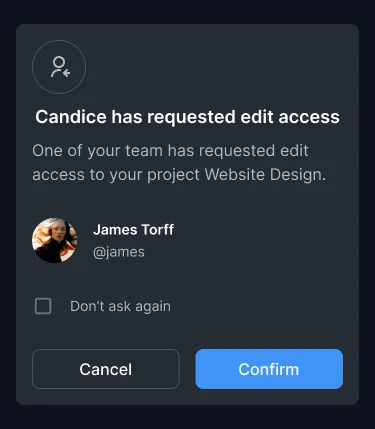 Candice has requested edit access
One of your team has requested edit
access to your project Website Design.
James Torff
@james
Don’t ask again
Cancel
Confirm